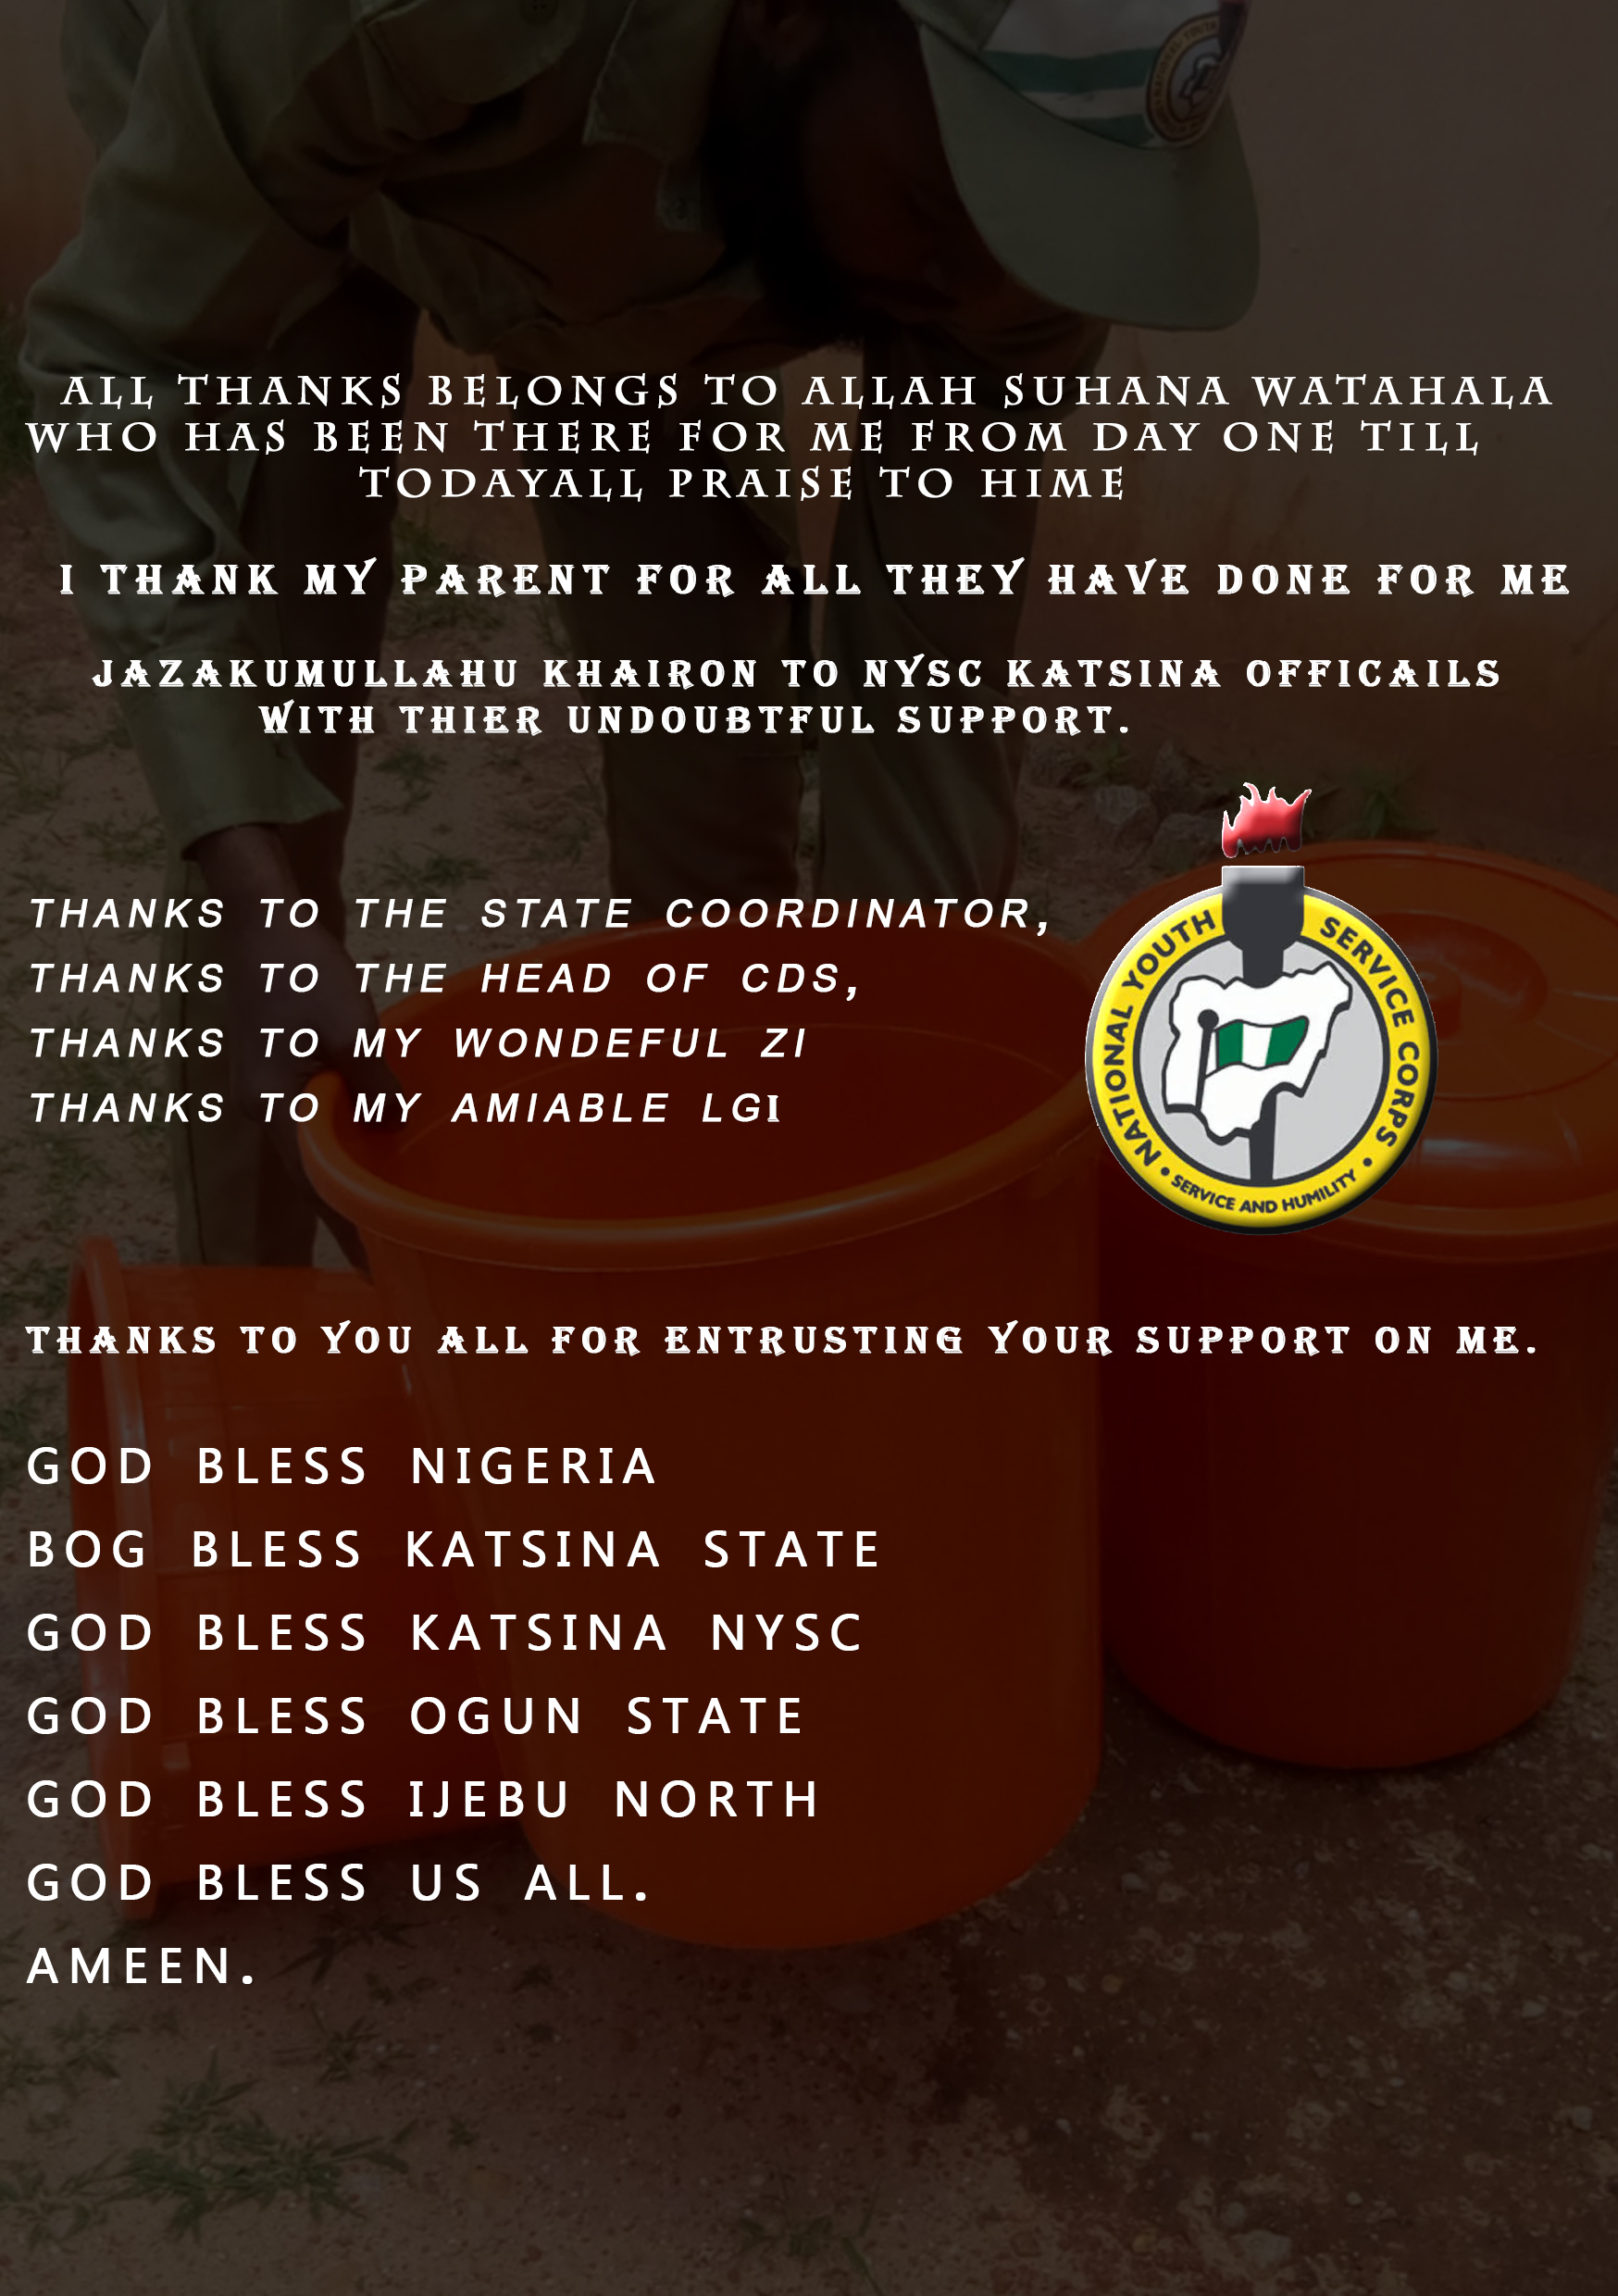 ALL THANKS BELONGS TO ALLAH SUHANA WATAHALA
WHO HAS BEEN THERE FOR ME FROM DAY ONE TILL
TODAYALL PRAISE TO HIME
I THANK MY PARENT FOR ALL THEY HAVE DONE FOR ME
JAZAKUMULLAHU KHAIRON TO NYSC KATSINA OFFICAILS
WITH THIER UNDOUBTFUL SUPPORT.
THANKS TO THE STATE COORDINATOR,
THANKS TO THE HEAD OF CDS,
THANKS TO MY WONDEFUL ZI
THANKS TO MY AMIABLE LGI
NATIONAL YOUTH SERVICE CORPS
• SERVICE AND HUMILITY •
THANKS TO YOU ALL FOR ENTRUSTING YOUR SUPPORT ON ME.
GOD BLESS NIGERIA
BOG BLESS KATSINA STATE
GOD BLESS KATSINA NYSC
GOD BLESS OGUN STATE
GOD BLESS IJEBU NORTH
GOD BLESS US ALL.
AMEEN.